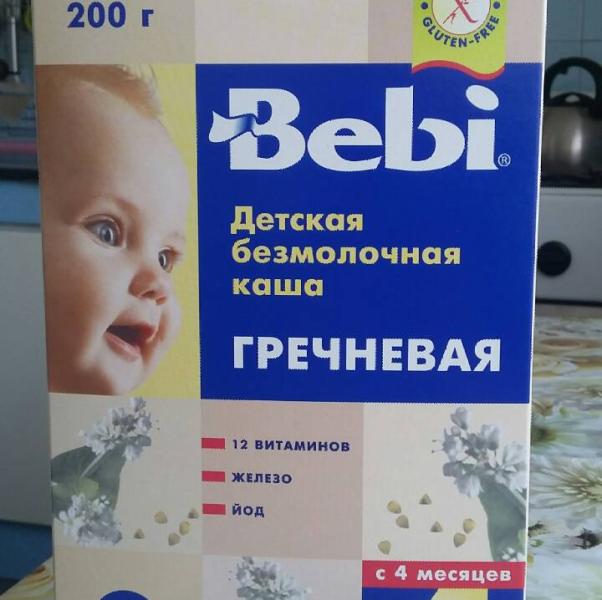 200 г
GLUTEN-FREE
Bebi®
Детская
безмолочная
каша
ГРЕЧНЕВАЯ
12 ВИТАМИНОВ
ЖЕЛЕЗО
ЙОД
с 4 месяцев